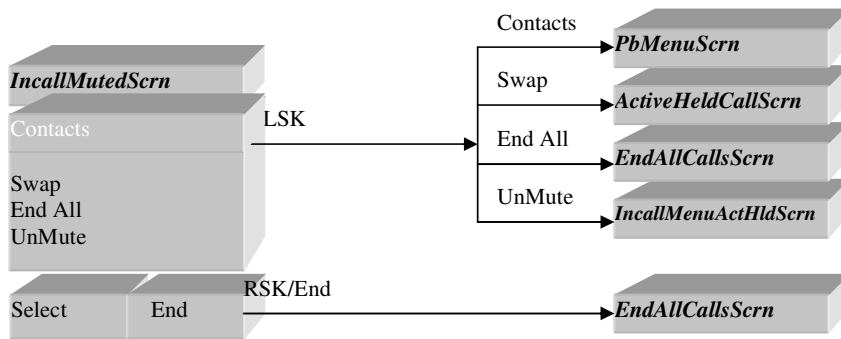 IncallMutedScrn
Contacts
Swap
End All
UnMute
Select End
LSK
RSK/End
Contacts
PbMenuScrn
Swap
ActiveHeldCallScrn
End All
EndAllCallsScrn
UnMute
IncallMenuActHldScrn
EndAllCallsScrn